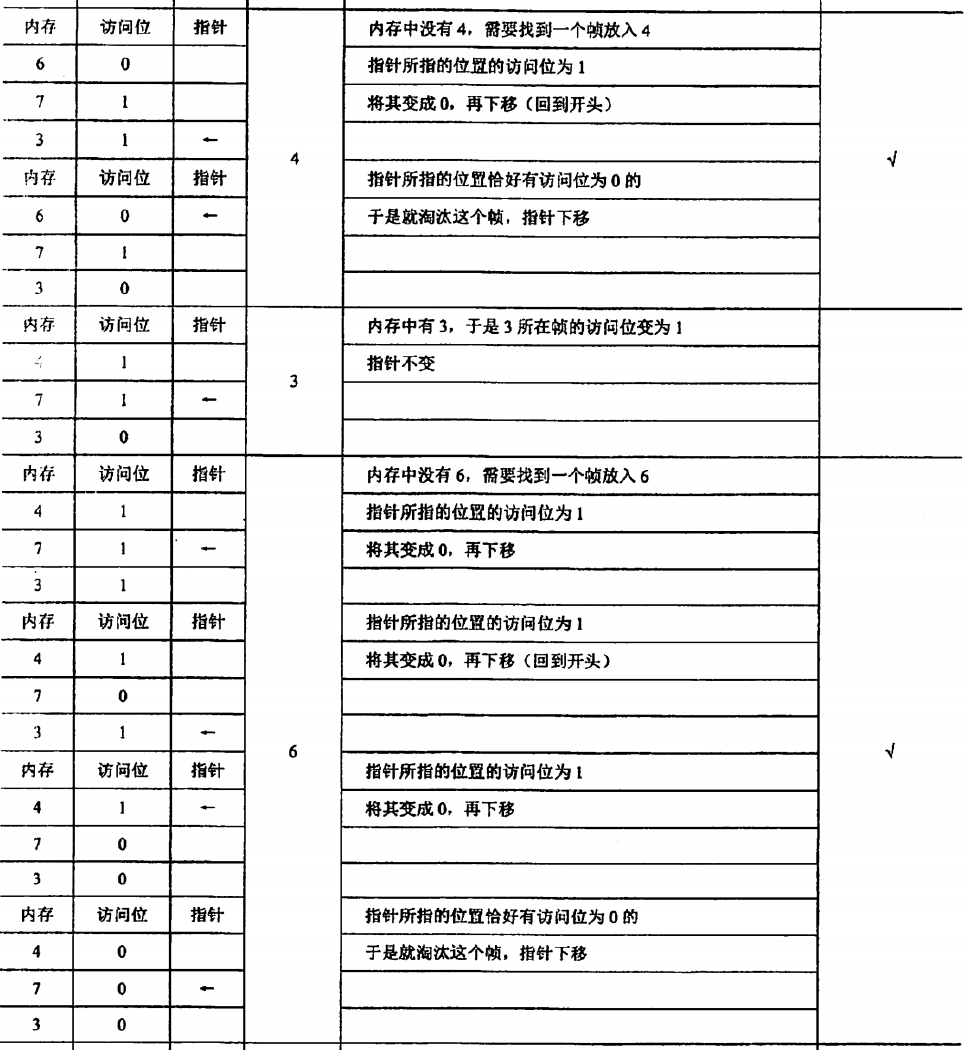 内存 访问位 指针 内存中没有4，需要找到一个帧放入4
6 0 指针所指的位置的访问位为1
7 1 将其变成0，再下移（回到开头）
3 1 ←
4 √
内存 访问位 指针 指针所指的位置恰好有访问位为0的
6 0 ← 于是就淘汰这个帧，指针下移
7 1
3 0
内存 访问位 指针 内存中有3，于是3所在帧的访问位变为1
4 1 指针不变
3
7 1 ←
3 0
内存 访问位 指针 内存中没有6，需要找到一个帧放入6
4 1 指针所指的位置的访问位为1
7 1 ← 将其变成0，再下移
3 1
内存 访问位 指针 指针所指的位置的访问位为1
4 1 将其变成0，再下移（回到开头）
7 0
3 1 ←
6 √
内存 访问位 指针 指针所指的位置的访问位为1
4 1 ← 将其变成0，再下移
7 0
3 0
内存 访问位 指针 指针所指的位置恰好有访问位为0的
4 0 于是就淘汰这个帧，指针下移
7 0 ←
3 0